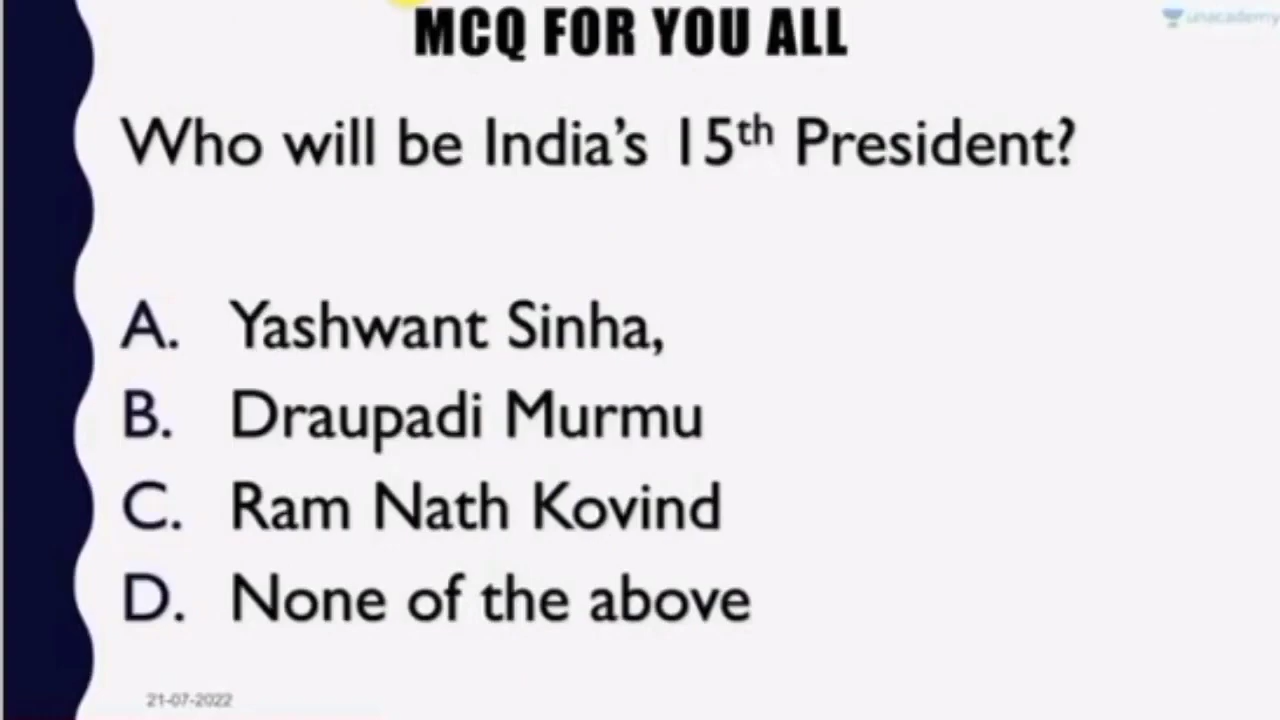 MCQ FOR YOU ALL
unacademy
Who will be India's 15th President?
A. Yashwant Sinha,
B. Draupadi Murmu
C. Ram Nath Kovind
D. None of the above
21-07-2022